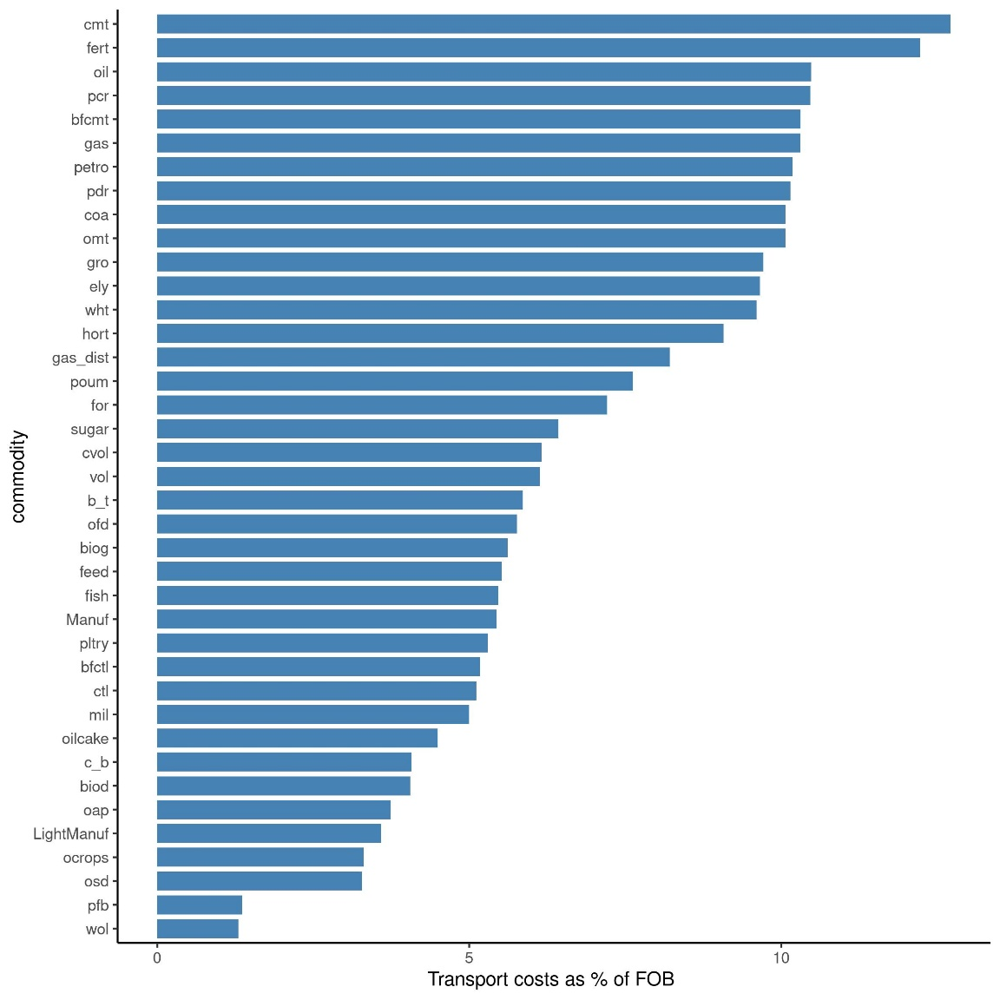 cmt
fert
oil
pcr
bfcmt
gas
petro
pdr
coa
omt
gro
ely
wht
hort
gas_dist
poum
for
sugar
cvol
vol
b_t
ofd
biog
feed
fish
Manuf
pltry
bfctl
ctl
mil
oilcake
c_b
biod
oap
LightManuf
ocrops
osd
pfb
wol
commodity
0 5 10
Transport costs as % of FOB